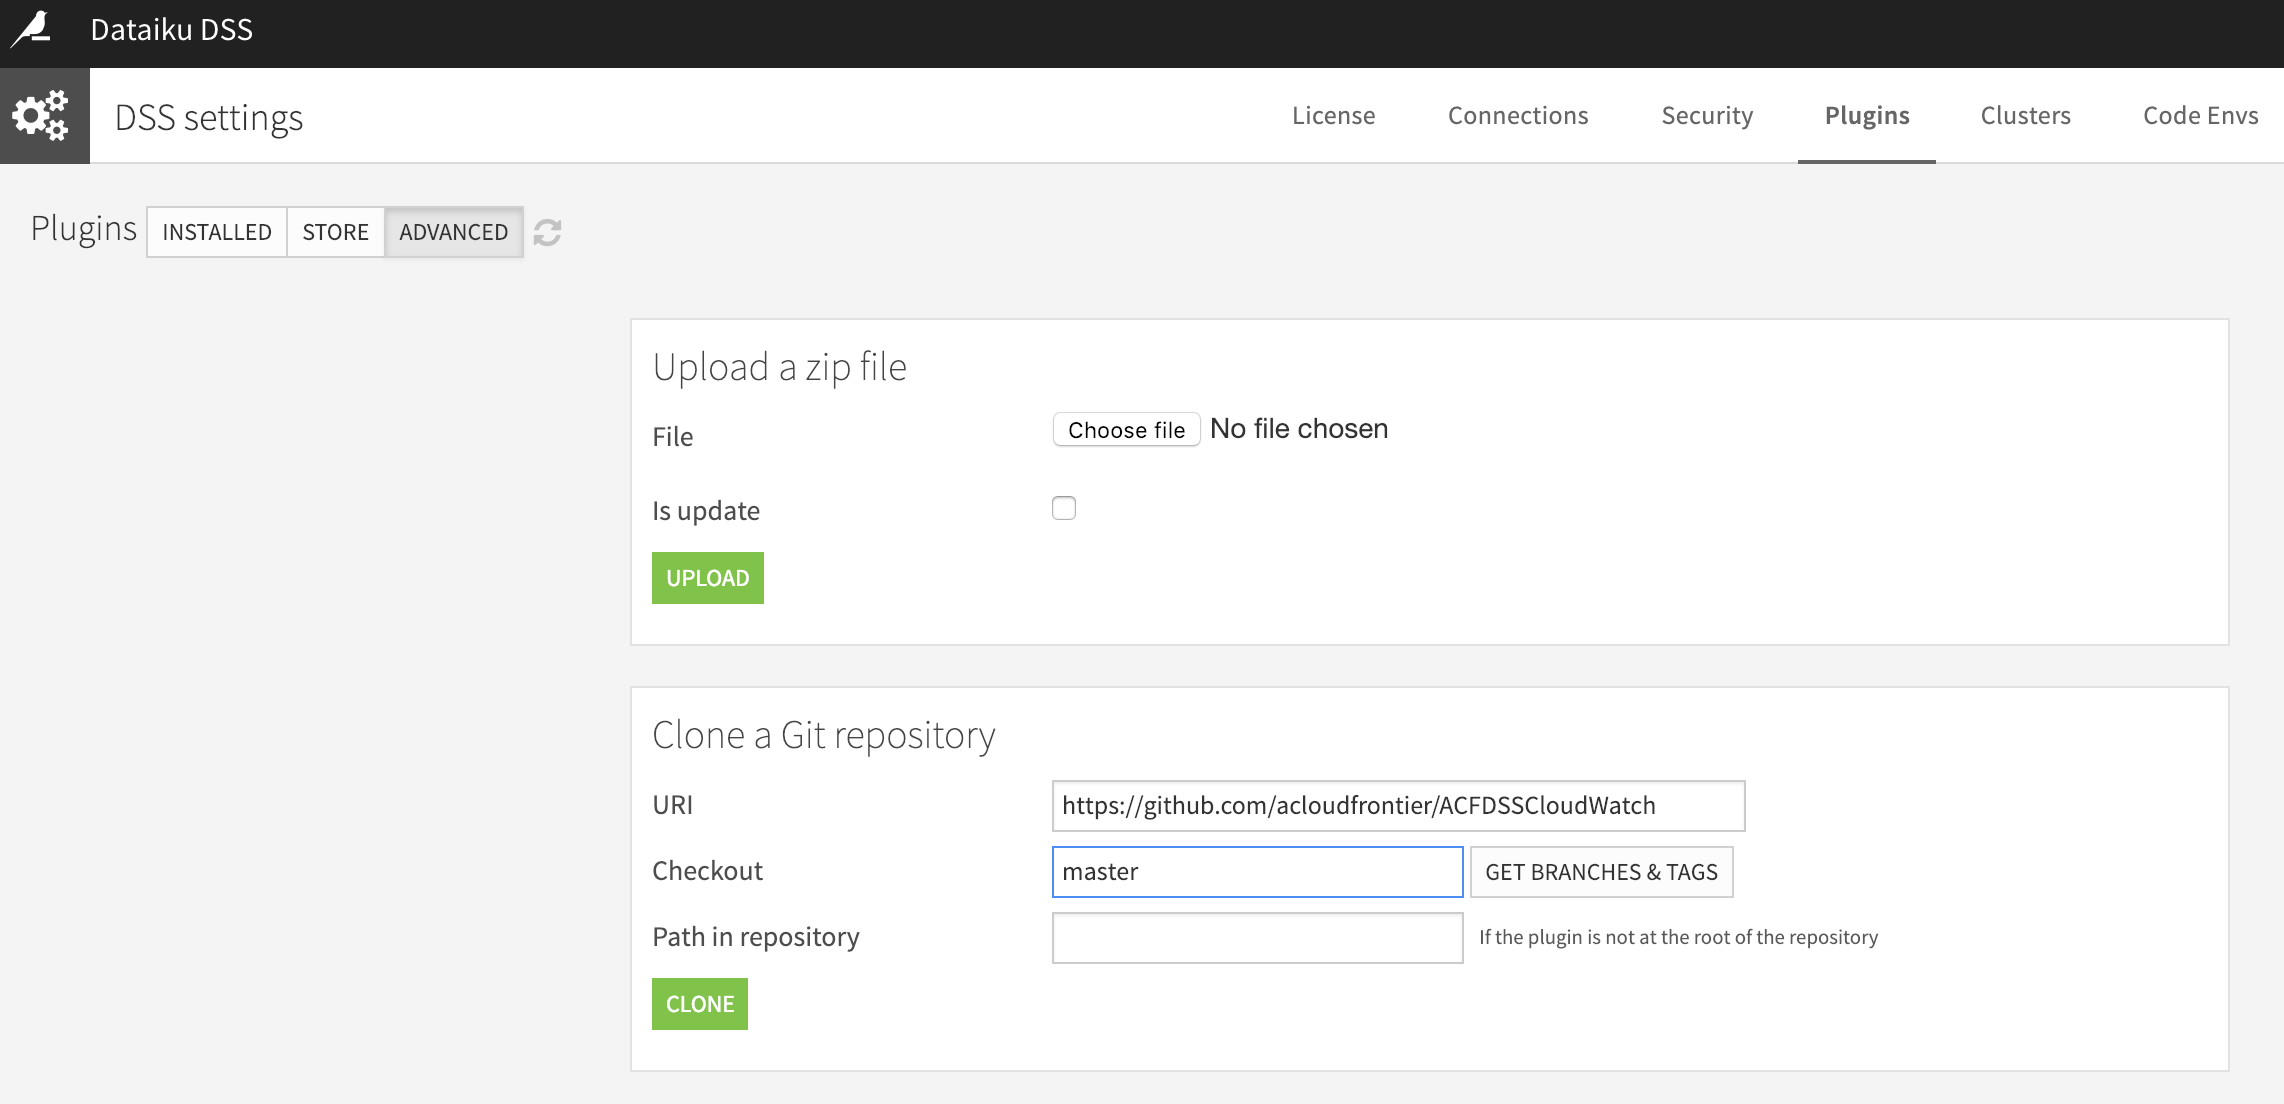 Dataiku DSS
DSS settings
License Connections Security Plugins Clusters Code Envs
Plugins INSTALLED STORE ADVANCED
Upload a zip file
File Choose file No file chosen
Is update
UPLOAD
Clone a Git repository
URI https://github.com/acloudfrontier/ACFDSSCloudWatch
Checkout master GET BRANCHES & TAGS
Path in repository If the plugin is not at the root of the repository
CLONE